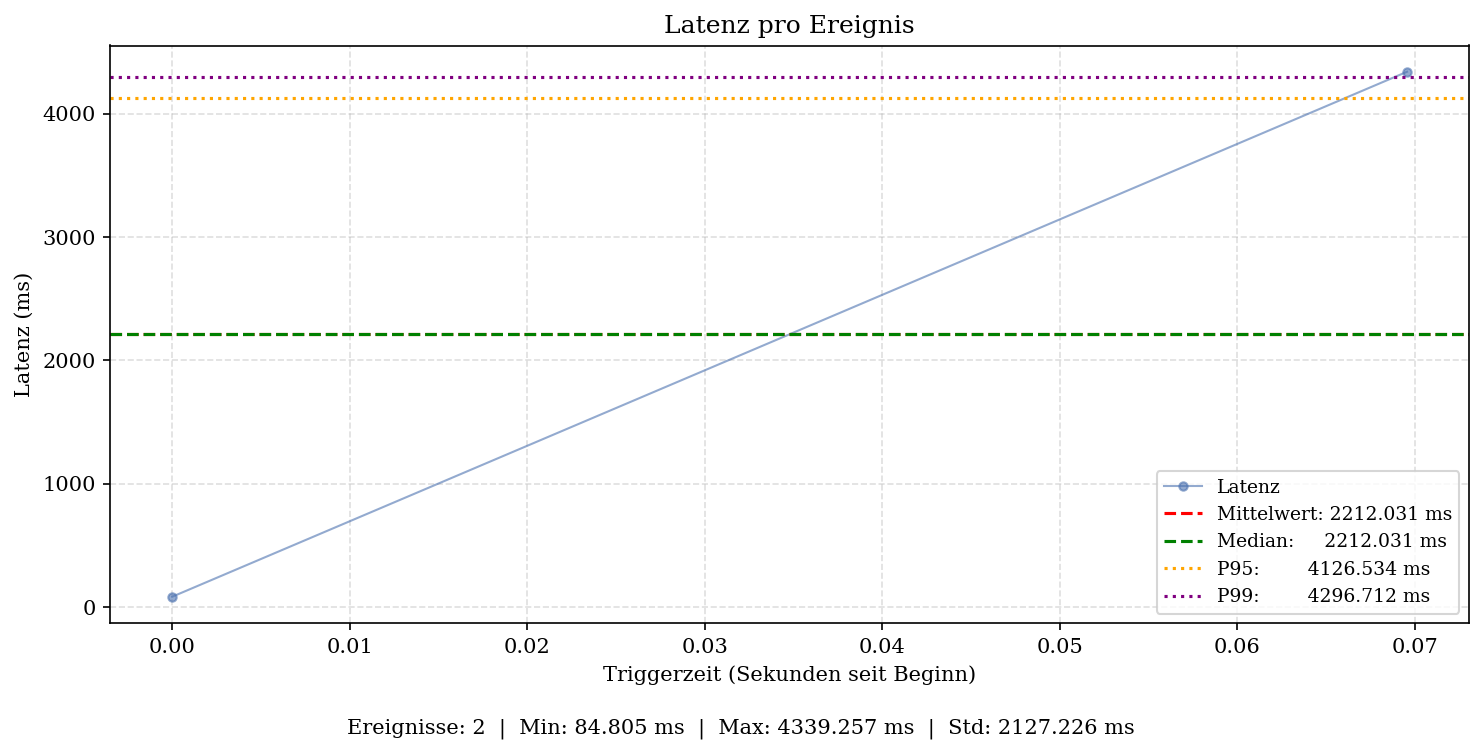 Latenz pro Ereignis
Latenz (ms)
4000
3000
2000
1000
0
Latenz
Mittelwert: 2212.031 ms
Median: 2212.031 ms
P95: 4126.534 ms
P99: 4296.712 ms
0.00 0.01 0.02 0.03 0.04 0.05 0.06 0.07
Triggerzeit (Sekunden seit Beginn)
Ereignisse: 2 | Min: 84.805 ms | Max: 4339.257 ms | Std: 2127.226 ms